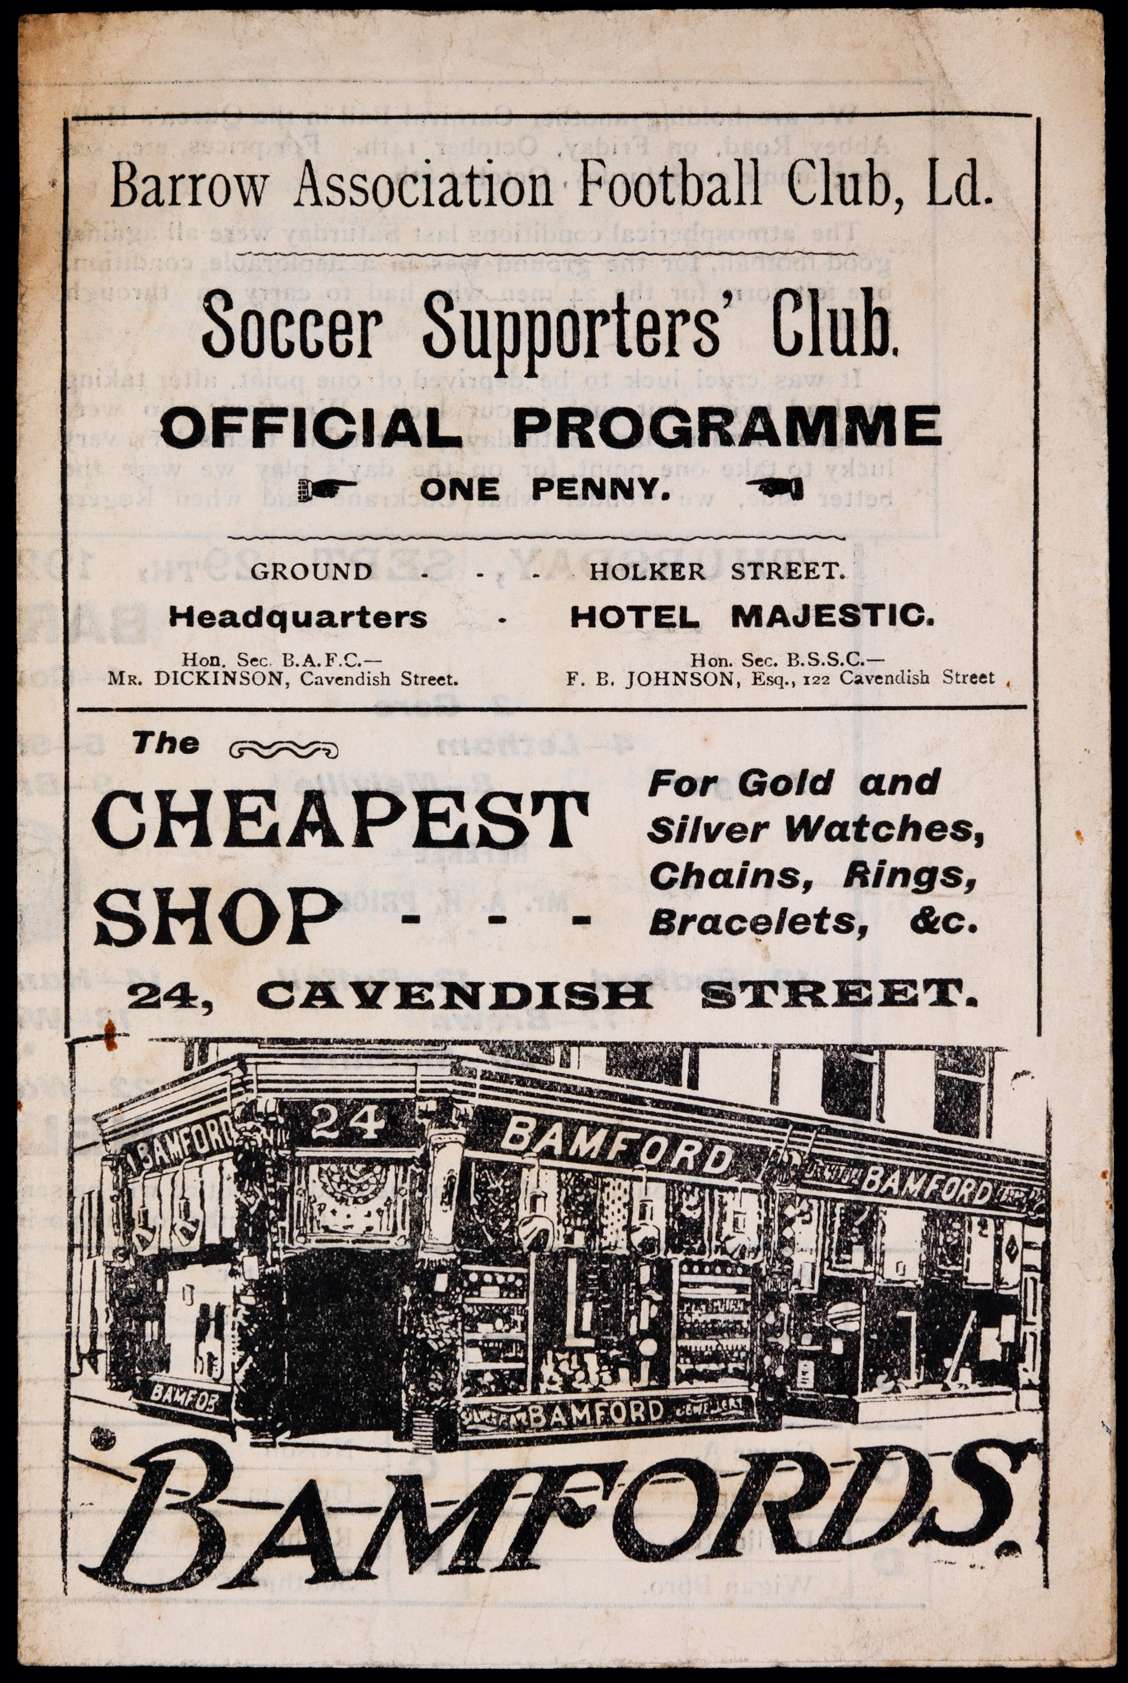 Barrow Association Football Club, Ld.
Soccer Supporters' Club.
OFFICIAL PROGRAMME
ONE PENNY.
GROUND - - , - HOLKER STREET.
Headquarters - HOTEL MAJESTIC.
Hon. Sec. B.A.F.C.—
MR. DICKINSON, Cavendish Street.
Hon. Sec. B.S.S.C.—
F. B. JOHNSON, Esq., 122 Cavendish Street
The
CHEAPEST
SHOP - - -
For Gold and
Silver Watches,
Chains, Rings,
Bracelets, &c.
24, CAVENDISH STREET.
BAMFORD
24
BAMFORD
BAMFORD
BAMFOR
BAMFORD
BAMFORDS.